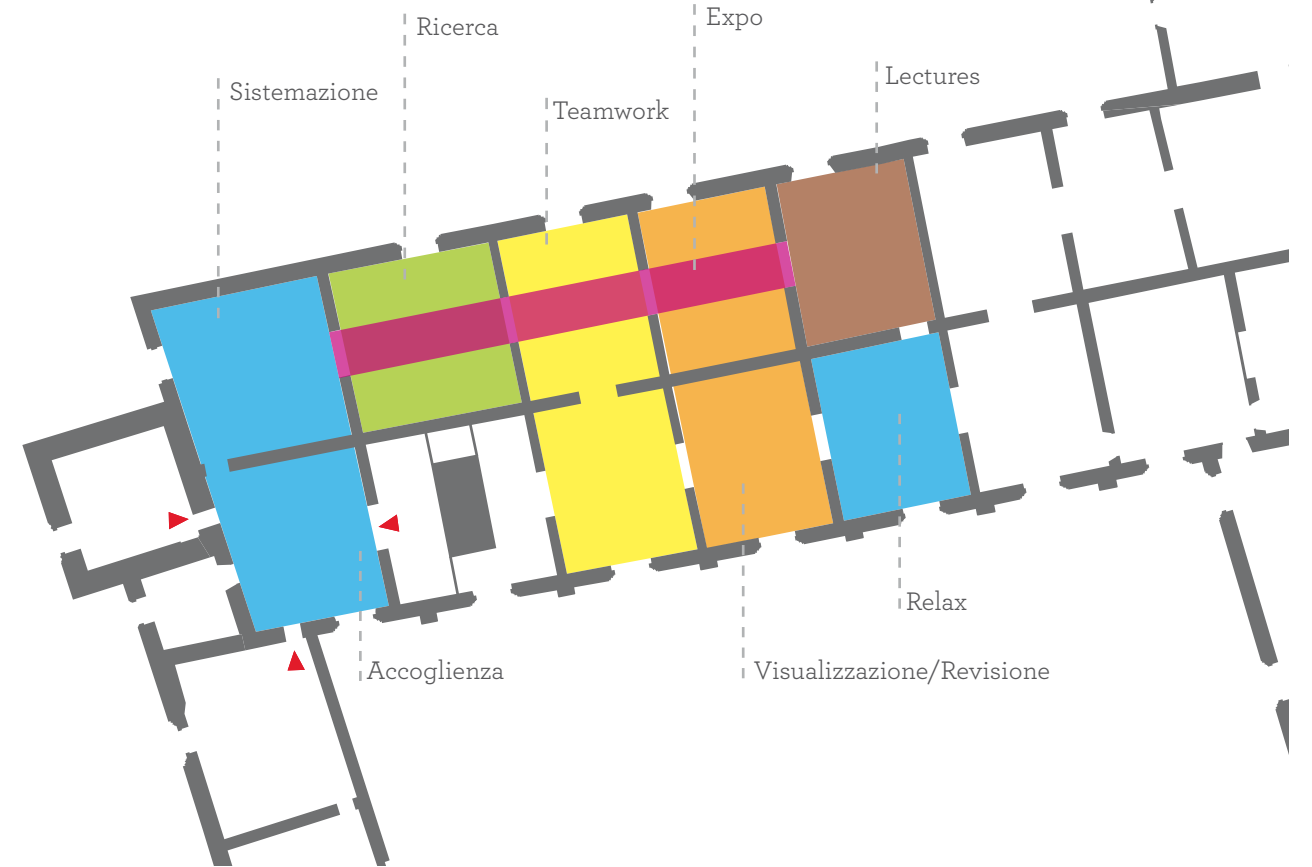 Ricerca
Expo
Sistemazione
Teamwork
Lectures
Relax
Accoglienza
Visualizzazione/Revisione